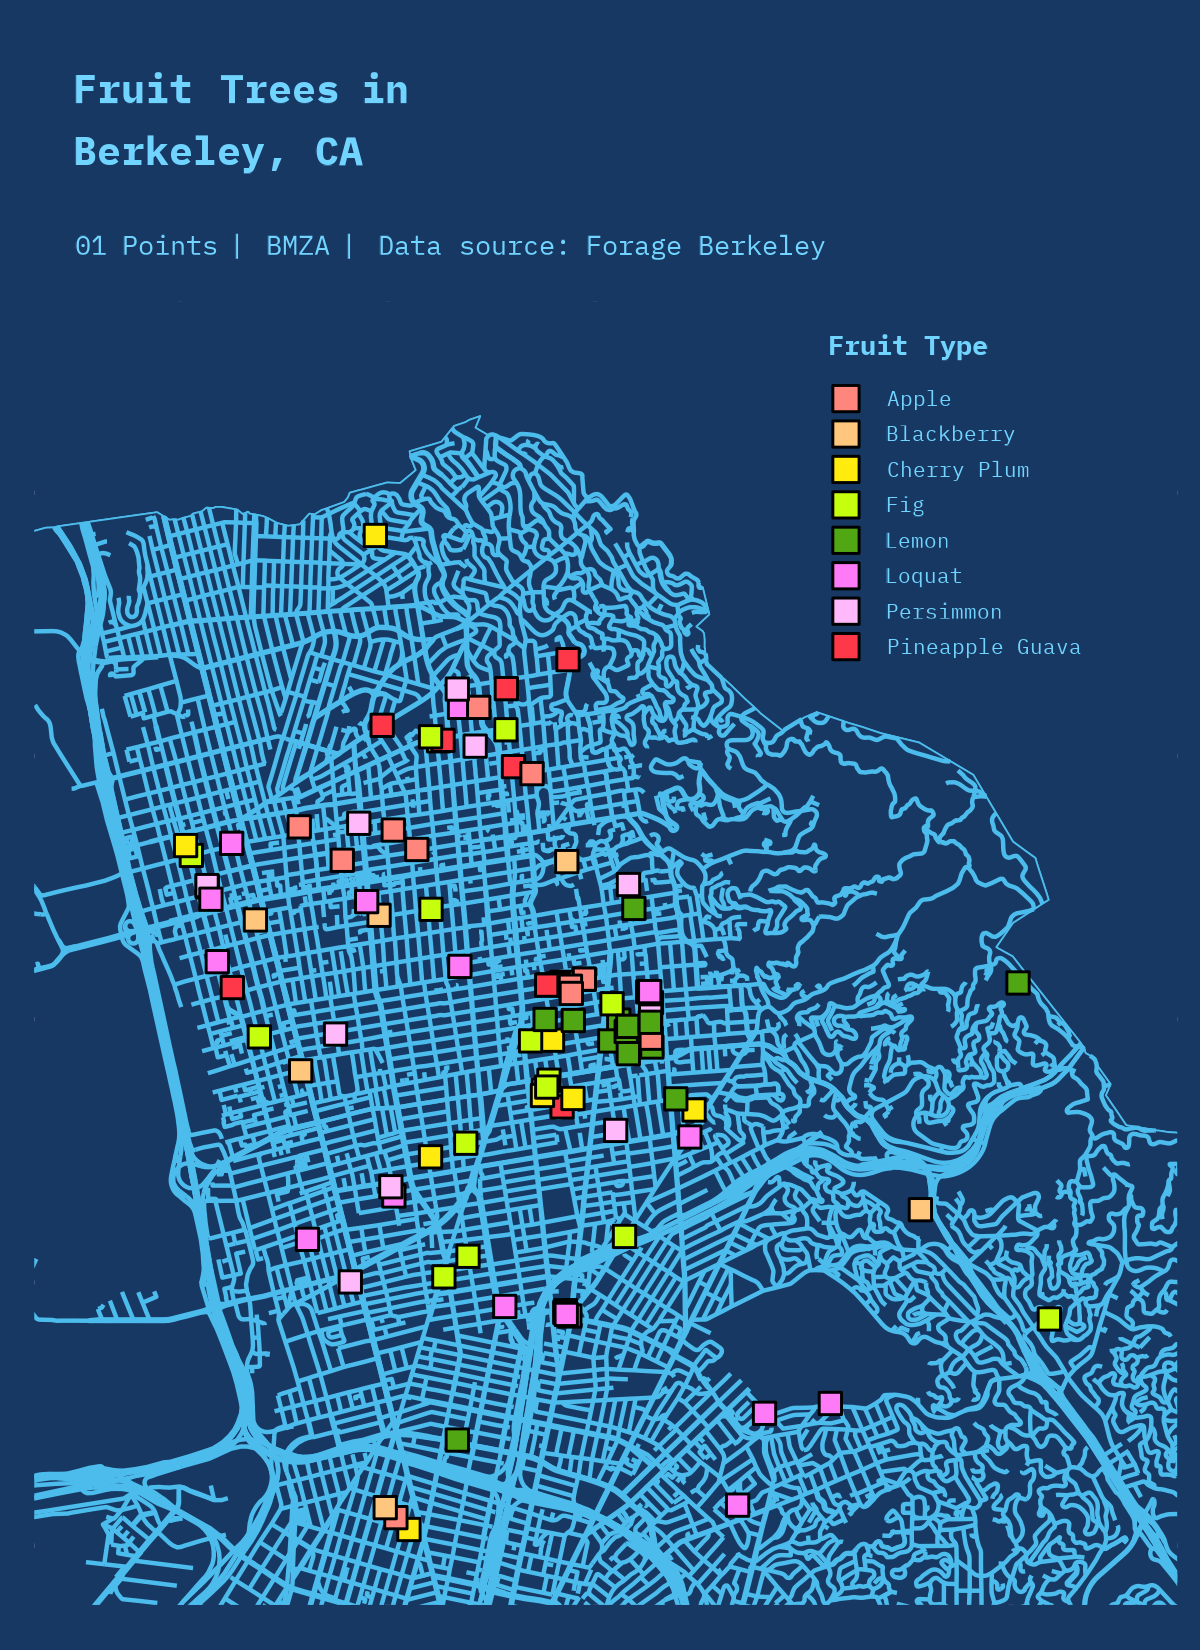 Fruit Trees in
Berkeley, CA
01 Points | BMZA | Data source: Forage Berkeley
Fruit Type
Apple
Blackberry
Cherry Plum
Fig
Lemon
Loquat
Persimmon
Pineapple Guava